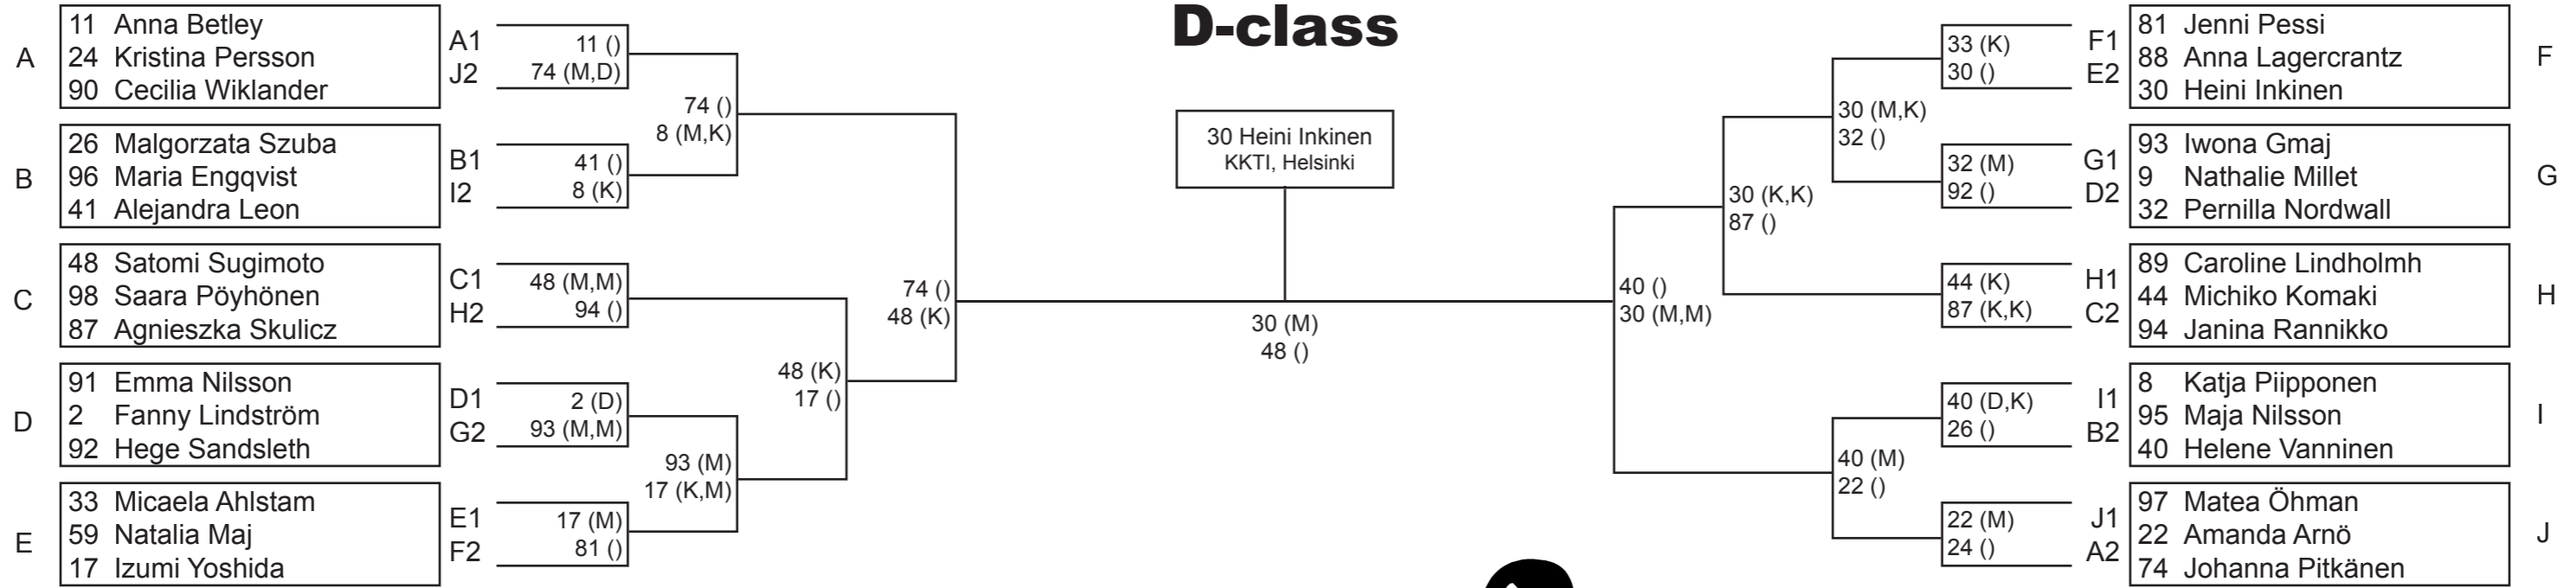 D-class
A
11 Anna Betley
24 Kristina Persson
90 Cecilia Wiklander
B
26 Malgorzata Szuba
96 Maria Engqvist
41 Alejandra Leon
C
48 Satomi Sugimoto
98 Saara Pöyhönen
87 Agnieszka Skulicz
D
91 Emma Nilsson
2 Fanny Lindström
92 Hege Sandsleth
E
33 Micaela Ahlstam
59 Natalia Maj
17 Izumi Yoshida
A1
J2
11 ()
74 (M,D)
B1
I2
41 ()
8 (K)
C1
H2
48 (M,M)
94 ()
D1
G2
2 (D)
93 (M,M)
E1
F2
17 (M)
81 ()
74 ()
8 (M,K)
93 (M)
17 (K,M)
48 (K)
17 ()
74 ()
48 (K)
30 Heini Inkinen
KKTI, Helsinki
30 (M)
48 ()
40 ()
30 (M,M)
30 (K,K)
87 ()
30 (M,K)
32 ()
40 (M)
22 ()
33 (K)
30 ()
F1
E2
32 (M)
92 ()
G1
D2
44 (K)
87 (K,K)
H1
C2
40 (D,K)
26 ()
I1
B2
22 (M)
24 ()
J1
A2
81 Jenni Pessi
88 Anna Lagercrantz
30 Heini Inkinen
F
93 Iwona Gmaj
9 Nathalie Millet
32 Pernilla Nordwall
G
89 Caroline Lindholmh
44 Michiko Komaki
94 Janina Rannikko
H
8 Katja Piipponen
95 Maja Nilsson
40 Helene Vanninen
I
97 Matea Öhman
22 Amanda Arnö
74 Johanna Pitkänen
J